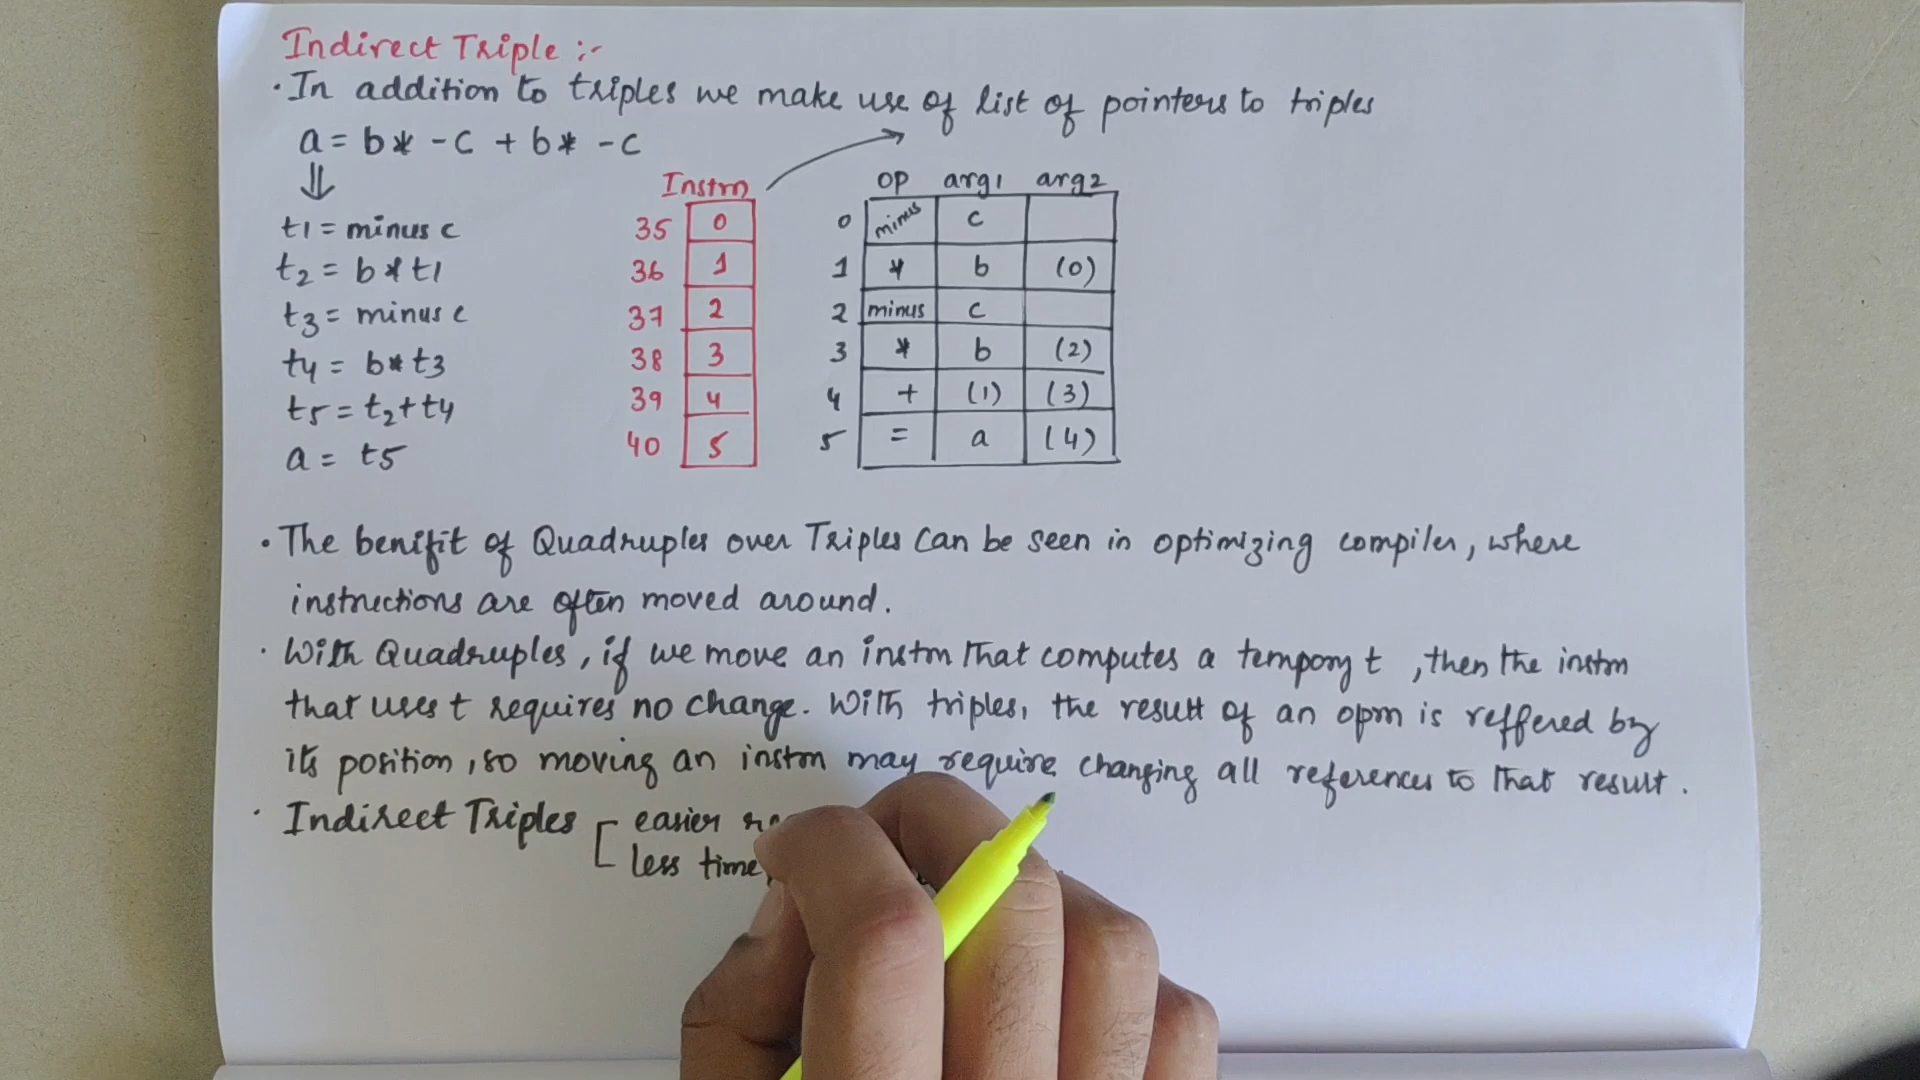 Indirect Triple :-
• In addition to triples we make use of list of pointers to triples
a = b * - c + b * - c
⇓
t1 = minus c
t2 = b * t1
t3 = minus c
t4 = b * t3
t5 = t2 + t4
a = t5
Instrn
35 0
36 1
37 2
38 3
39 4
40 5
op arg1 arg2
0 minus c
1 * b (0)
2 minus c
3 * b (2)
4 + (1) (3)
5 = a (4)
• The benifit of Quadruples over Triples can be seen in optimizing compiler, where
instructions are often moved around.
• With Quadruples, if we move an instrn that computes a tempory t, then the instrn
that uses t requires no change. With triples, the result of an oprn is reffered by
its position, so moving an instrn may require changing all references to that result.
• Indirect Triples easier
less time